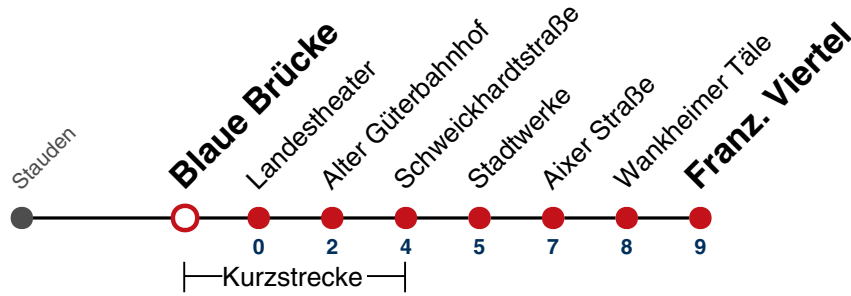 Stauden
Blaue Brücke
Landestheater
Alter Güterbahnhof
Schweickhardtstraße
Stadtwerke
Aixer Straße
Wankheimer Täle
Franz. Viertel
0 2 4 5 7 8 9
Kurzstrecke